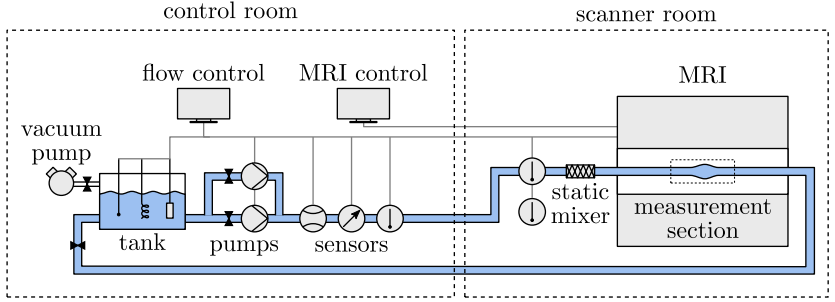 control room
scanner room
flow control
MRI control
MRI
vacuum
pump
static
mixer
measurement
section
tank
pumps
sensors